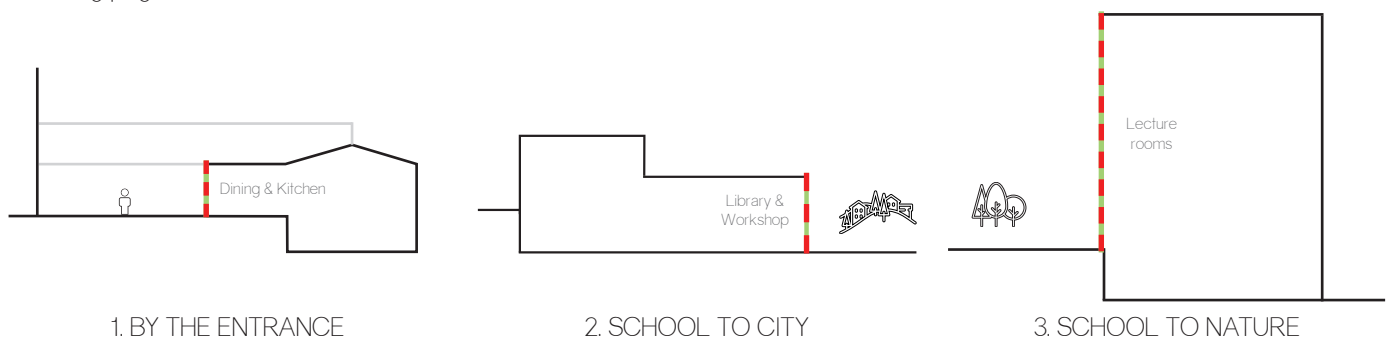 Dining & Kitchen
Library &
Workshop
Lecture
rooms
1. BY THE ENTRANCE
2. SCHOOL TO CITY
3. SCHOOL TO NATURE